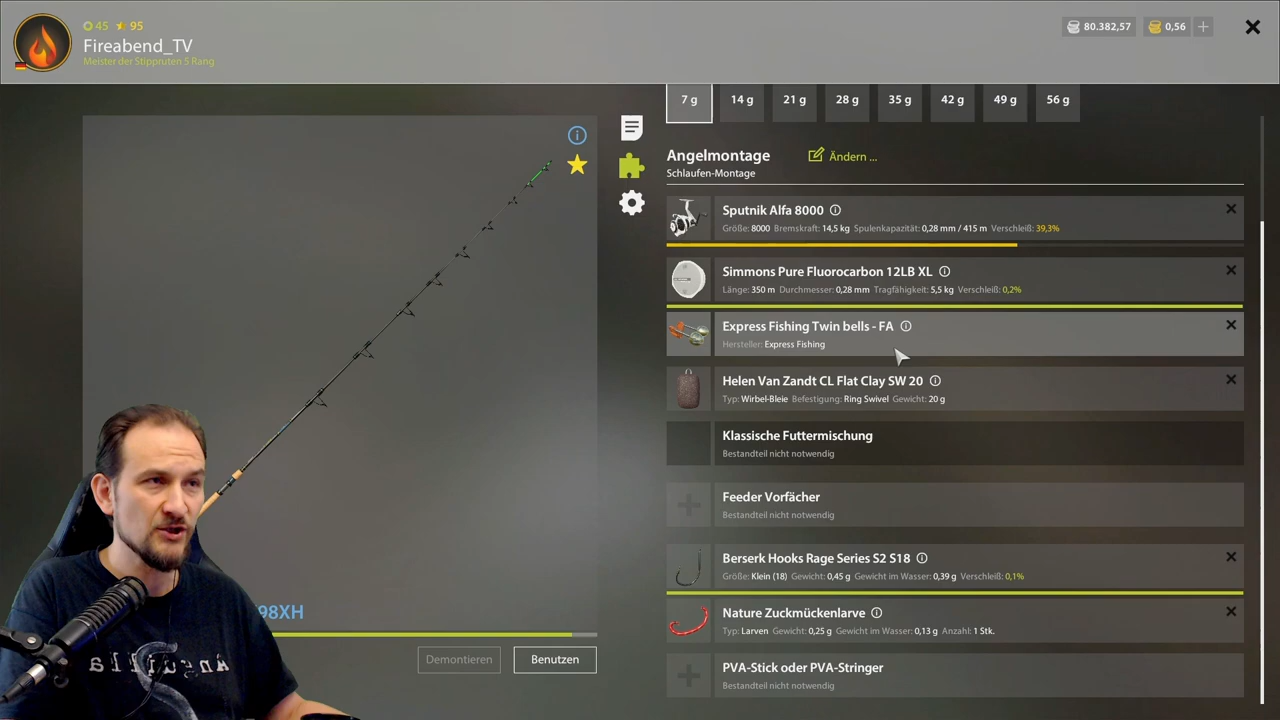 45 95
Fireabend_TV
Meister der Stippruten 5 Rang
80.382,57 0,56 +
7 g 14 g 21 g 28 g 35 g 42 g 49 g 56 g
Angelmontage Ändern ...
Schlaufen-Montage
Sputnik Alfa 8000
Größe: 8000 Bremskraft: 14,5 kg Spulenkapazität: 0,28 mm / 415 m Verschleiß: 39,3%
Simmons Pure Fluorocarbon 12LB XL
Länge: 350 m Durchmesser: 0,28 mm Tragfähigkeit: 5,5 kg Verschleiß: 0,2%
Express Fishing Twin bells - FA
Hersteller: Express Fishing
Helen Van Zandt CL Flat Clay SW 20
Typ: Wirbel-Bleie Befestigung: Ring Swivel Gewicht: 20 g
Klassische Futtermischung
Bestandteil nicht notwendig
Feeder Vorfächer
Bestandteil nicht notwendig
Berserk Hooks Rage Series S2 S18
Größe: Klein (18) Gewicht: 0,45 g Gewicht im Wasser: 0,39 g Verschleiß: 0,1%
Nature Zuckmückenlarve
Typ: Larven Gewicht: 0,25 g Gewicht im Wasser: 0,13 g Anzahl: 1 Stk.
PVA-Stick oder PVA-Stringer
Bestandteil nicht notwendig
98XH
Demontieren Benutzen
Anguilla